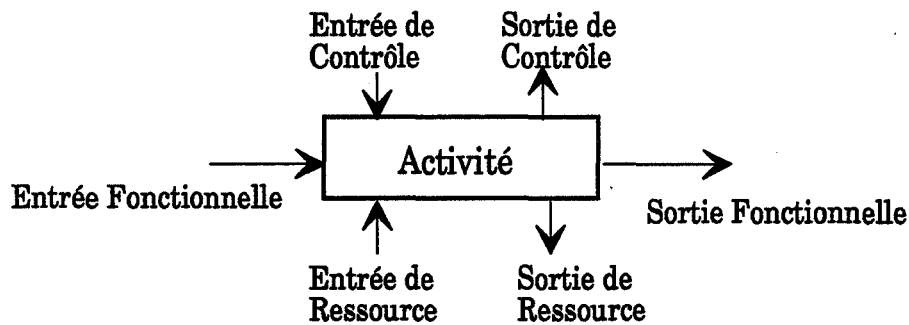 Entrée de
Contrôle
Sortie de
Contrôle
Activité
Entrée Fonctionnelle
Sortie Fonctionnelle
Entrée de
Ressource
Sortie de
Ressource